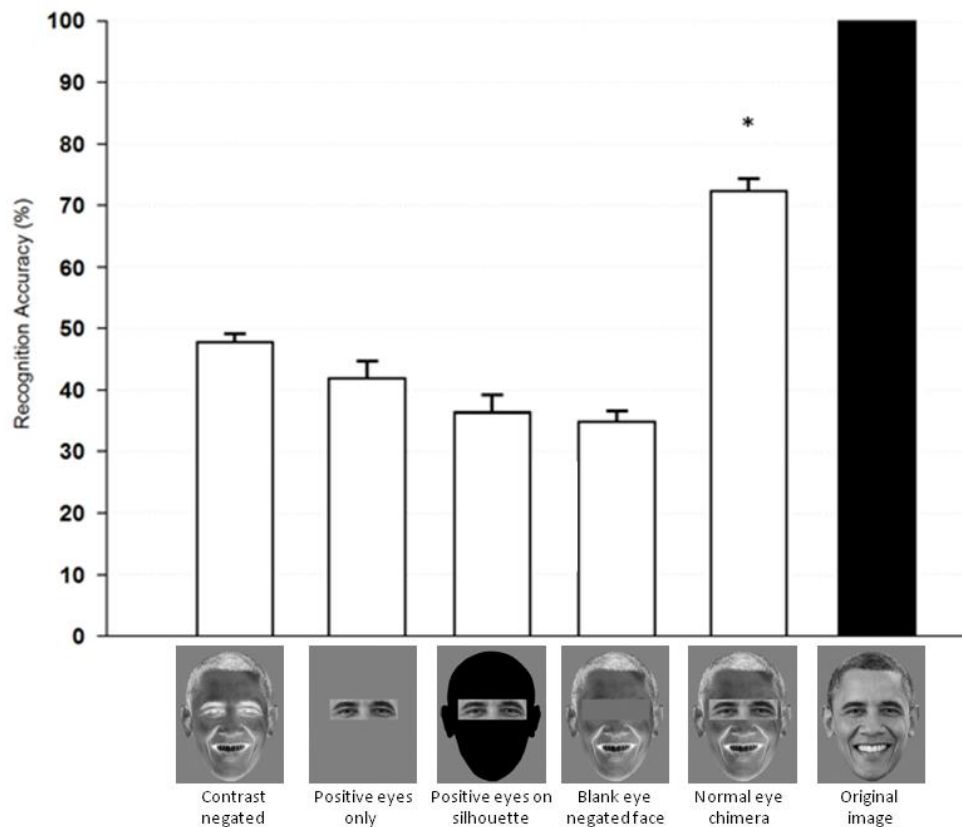 100
90
80
70
60
50
40
30
20
10
0
Recognition Accuracy (%)
*
Contrast negated
Positive eyes only
Positive eyes on silhouette
Blank eye negated face
Normal eye chimera
Original image